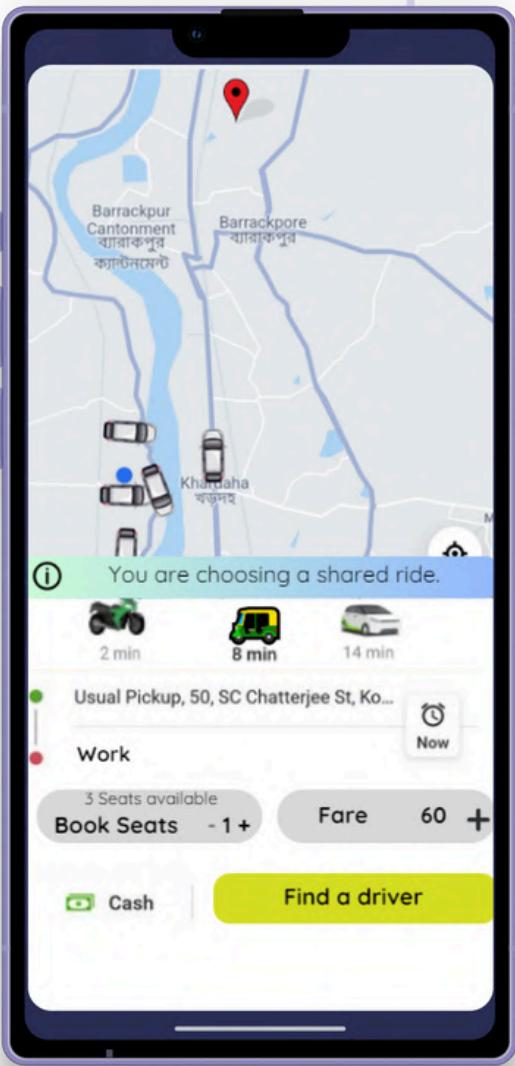 Barrackpur
Cantonment
ব্যারাকপুর
ক্যান্টনমেন্ট
Barrackpore
ব্যারাকপুর
Khardaha
খড়দহ
M
You are choosing a shared ride.
2 min
8 min
14 min
Usual Pickup, 50, SC Chatterjee St, Ko...
Now
Work
3 Seats available
Book Seats - 1 +
Fare 60 +
Cash
Find a driver